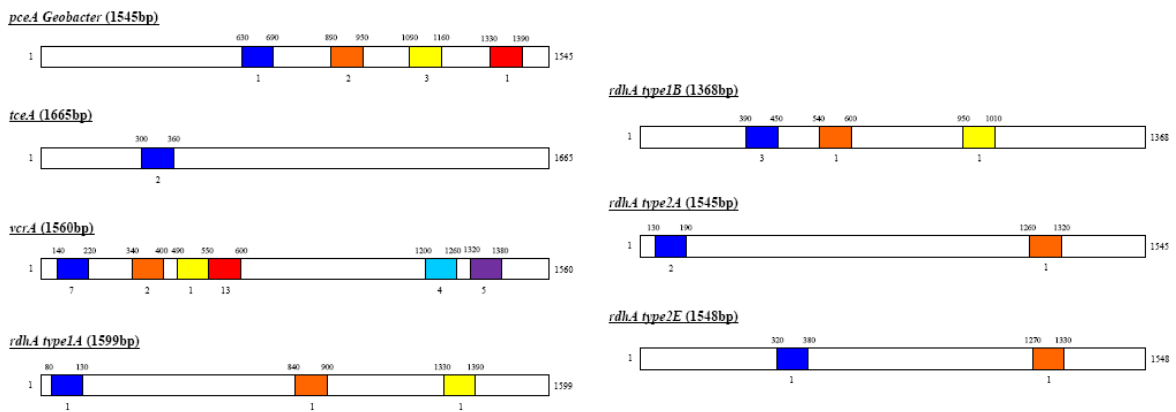 pceA Geobacter (1545bp)
630 690 890 950 1090 1160 1330 1390
1 1545
1 2 3 1
tceA (1665bp)
300 360
1 1665
2
vcrA (1560bp)
140 220 340 400 490 550 600 1200 1260 1320 1380
1 1560
7 2 1 13 4 5
rdhA type1A (1599bp)
80 130 840 900 1330 1390
1 1599
1 1 1
rdhA type1B (1368bp)
390 450 540 600 950 1010
1 1368
3 1 1
rdhA type2A (1545bp)
130 190 1260 1320
1 1545
2 1
rdhA type2E (1548bp)
320 380 1270 1330
1 1548
1 1